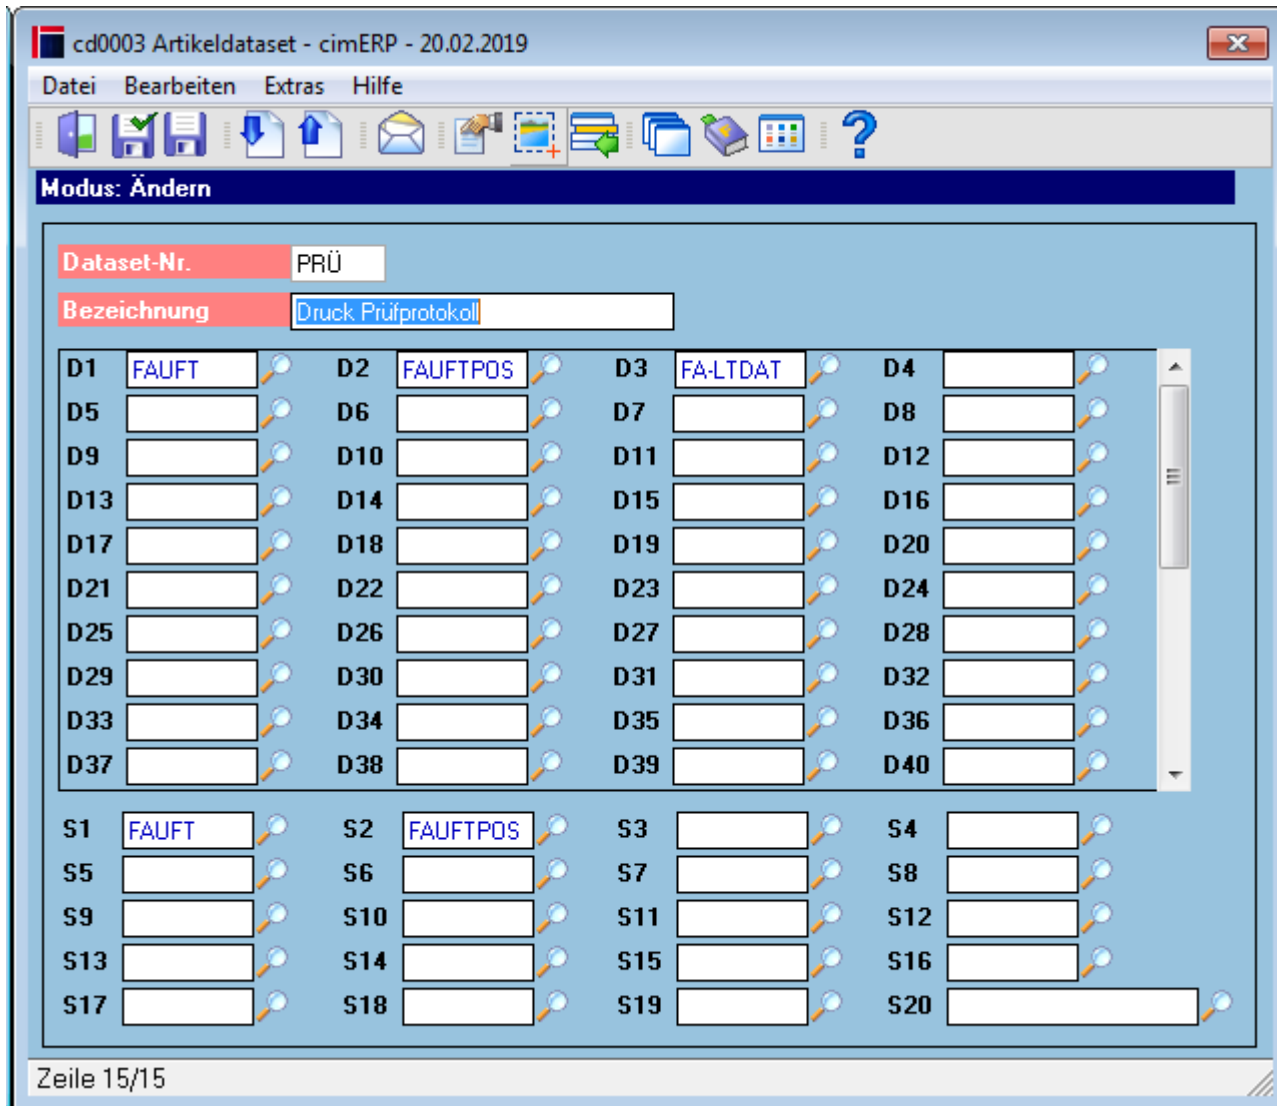 cd0003 Artikeldataset - cimERP - 20.02.2019
Datei Bearbeiten Extras Hilfe
Modus: Ändern
Dataset-Nr. PRÜ
Bezeichnung Druck Prüfprotokoll
D1 FAUFT D2 FAUFTPOS D3 FA-LTDAT D4
D5 D6 D7 D8
D9 D10 D11 D12
D13 D14 D15 D16
D17 D18 D19 D20
D21 D22 D23 D24
D25 D26 D27 D28
D29 D30 D31 D32
D33 D34 D35 D36
D37 D38 D39 D40
S1 FAUFT S2 FAUFTPOS S3 S4
S5 S6 S7 S8
S9 S10 S11 S12
S13 S14 S15 S16
S17 S18 S19 S20
Zeile 15/15